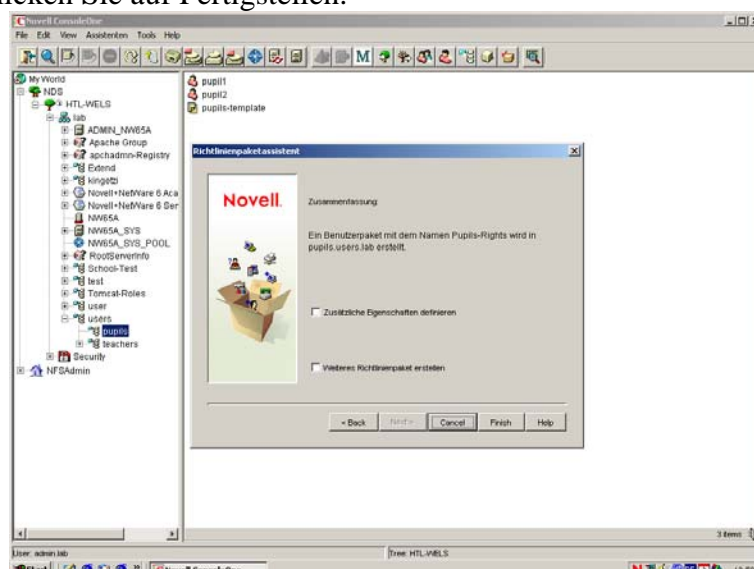 Sie auf Fertigstellen.
Novell ConsoleOne
File Edit View Assistenten Tools Help
My World
NDS
HTL-WELS
lab
ADMIN_NW65A
Apache Group
apchadmn-Registry
Extend
kingetzi
Novell+NetWare 6 Aca
Novell+NetWare 6 Ser
NW65A
NW65A_SYS
NW65A_SYS_POOL
RootServerInfo
School-Test
test
Tomcat-Roles
user
users
pupils
teachers
Security
NFSAdmin
pupil1
pupil2
pupils-template
Richtlinienpaketassistent
Novell.
Zusammenfassung
Ein Benutzerpaket mit dem Namen Pupils-Rights wird in
pupils.users.lab erstellt.
Zusätzliche Eigenschaften definieren
Weiteres Richtlinienpaket erstellen
< Back Next > Cancel Finish Help
3 items
User: admin.lab
Tree: HTL-WELS